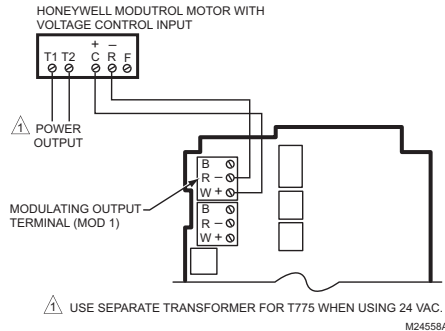 HONEYWELL MODUTROL MOTOR WITH
VOLTAGE CONTROL INPUT
+ –
T1 T2 C R F
1 POWER
OUTPUT
B
R –
W +
MODULATING OUTPUT
TERMINAL (MOD 1)
B
R –
W +
1 USE SEPARATE TRANSFORMER FOR T775 WHEN USING 24 VAC.
M24558A